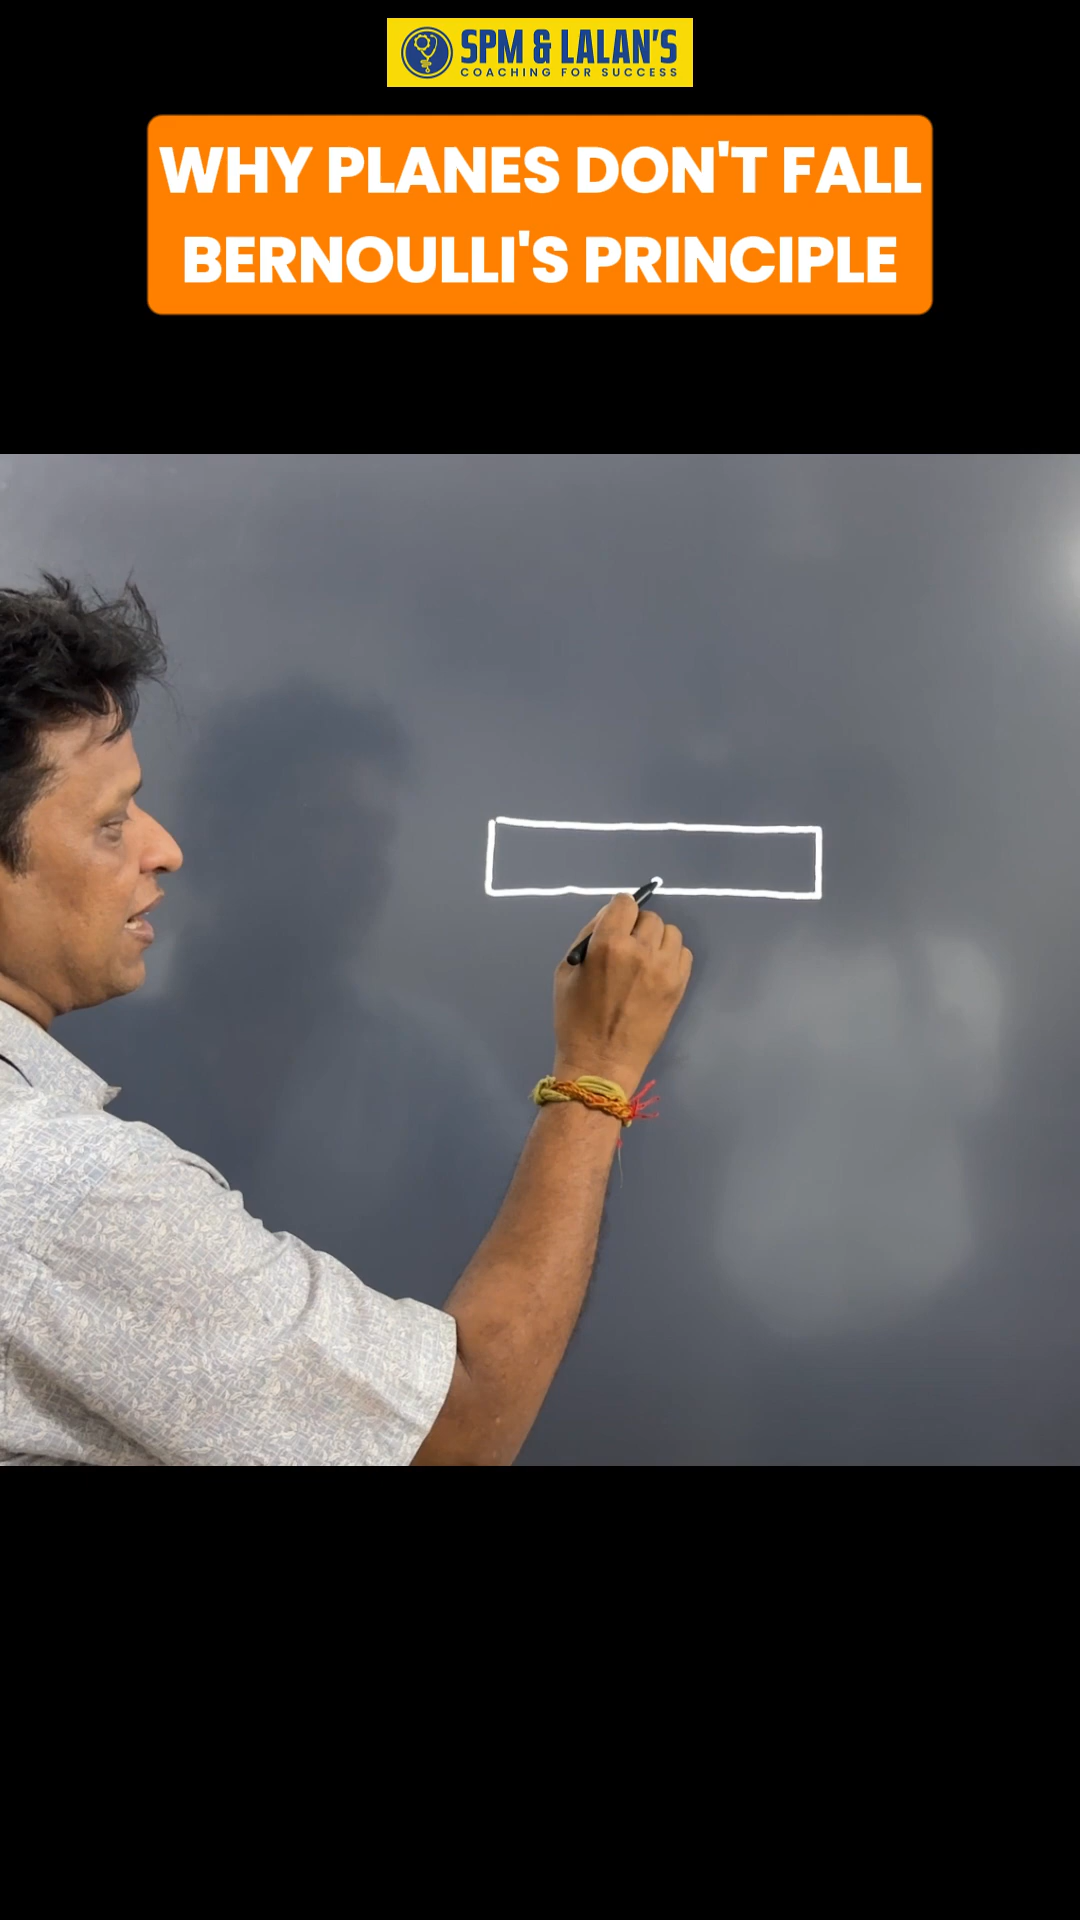 SPM & LALAN'S
COACHING FOR SUCCESS
WHY PLANES DON'T FALL
BERNOULLI'S PRINCIPLE